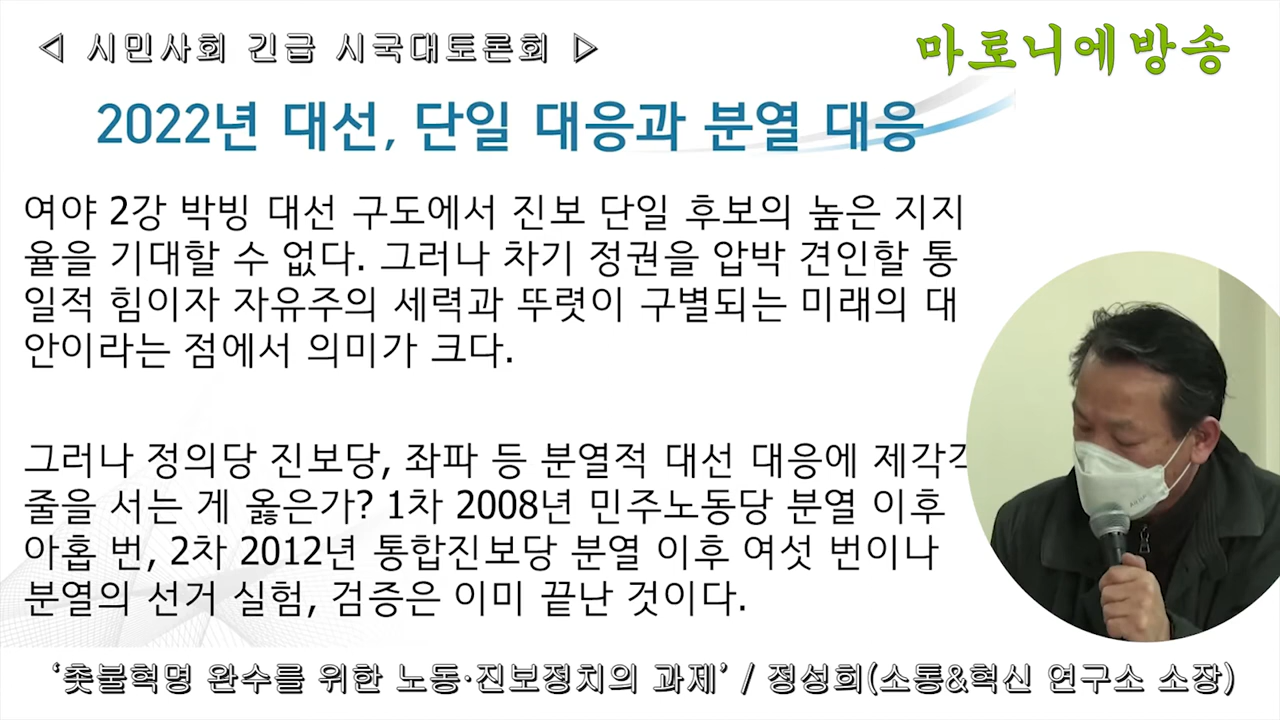 ◁ 시민사회 긴급 시국대토론회 ▷
마로니에방송
2022년 대선, 단일 대응과 분열 대응
여야 2강 박빙 대선 구도에서 진보 단일 후보의 높은 지지
율을 기대할 수 없다. 그러나 차기 정권을 압박 견인할 통
일적 힘이자 자유주의 세력과 뚜렷이 구별되는 미래의 대
안이라는 점에서 의미가 크다.
그러나 정의당 진보당, 좌파 등 분열적 대선 대응에 제각각
줄을 서는 게 옳은가? 1차 2008년 민주노동당 분열 이후
아홉 번, 2차 2012년 통합진보당 분열 이후 여섯 번이나
분열의 선거 실험, 검증은 이미 끝난 것이다.
‘촛불혁명 완수를 위한 노동·진보정치의 과제’ / 정성희(소통&혁신 연구소 소장)